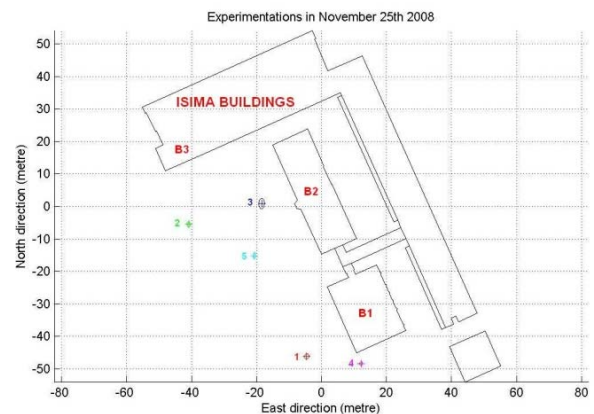 Experimentations in November 25th 2008
50
40
30
20
10
0
-10
-20
-30
-40
-50
North direction (metre)
ISIMA BUILDINGS
B3
B2
B1
3
2
5
1
4
-80 -60 -40 -20 0 20 40 60 80
East direction (metre)